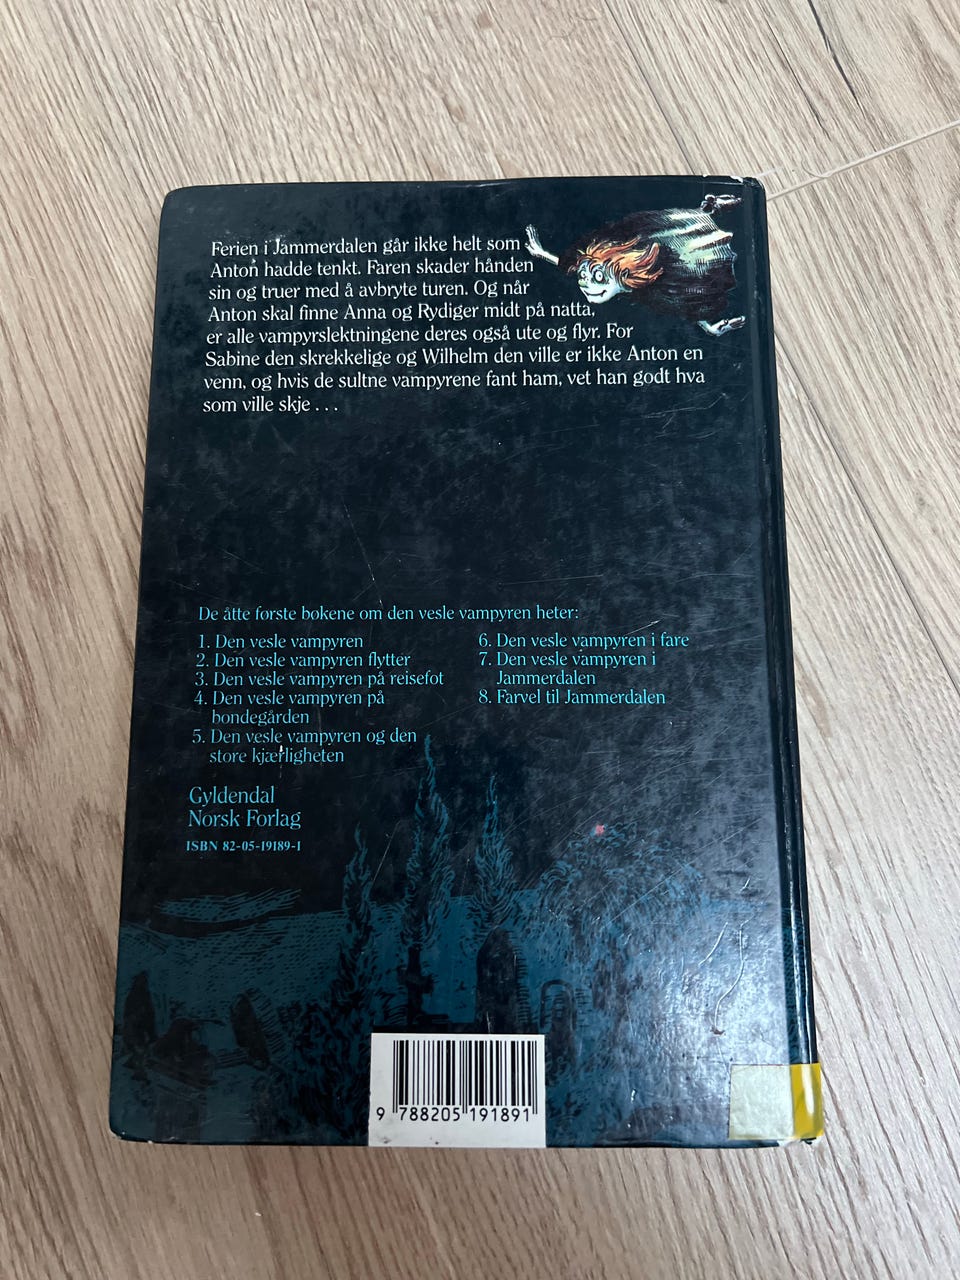 Ferien i Jammerdalen går ikke helt som
Anton hadde tenkt. Faren skader hånden
sin og truer med å avbryte turen. Og når
Anton skal finne Anna og Rydiger midt på natta,
er alle vampyrslektningene deres også ute og flyr. For
Sabine den skrekkelige og Wilhelm den ville er ikke Anton en
venn, og hvis de sultne vampyrene fant ham, vet han godt hva
som ville skje . . .
De åtte første bøkene om den vesle vampyren heter:
1. Den vesle vampyren
2. Den vesle vampyren flytter
3. Den vesle vampyren på reisefot
4. Den vesle vampyren på
bondegården
5. Den vesle vampyren og den
store kjærligheten
6. Den vesle vampyren i fare
7. Den vesle vampyren i
Jammerdalen
8. Farvel til Jammerdalen
Gyldendal
Norsk Forlag
ISBN 82-05-19189-1
9 788205 191891